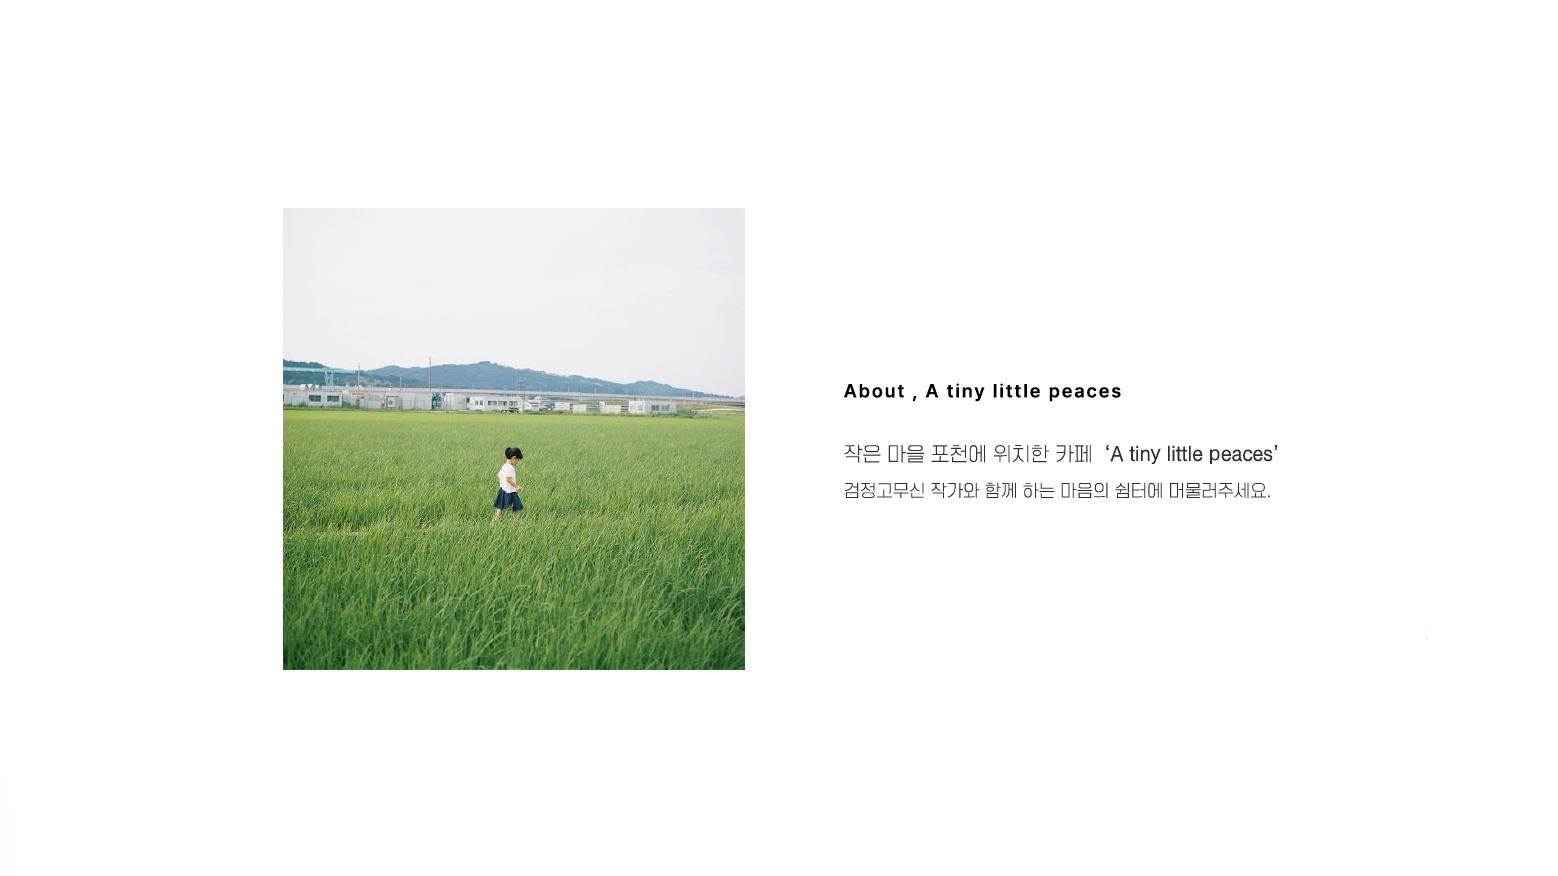 About , A tiny little peaces
작은 마을 포천에 위치한 카페 ‘A tiny little peaces’
검정고무신 작가와 함께 하는 마음의 쉼터에 머물러주세요.